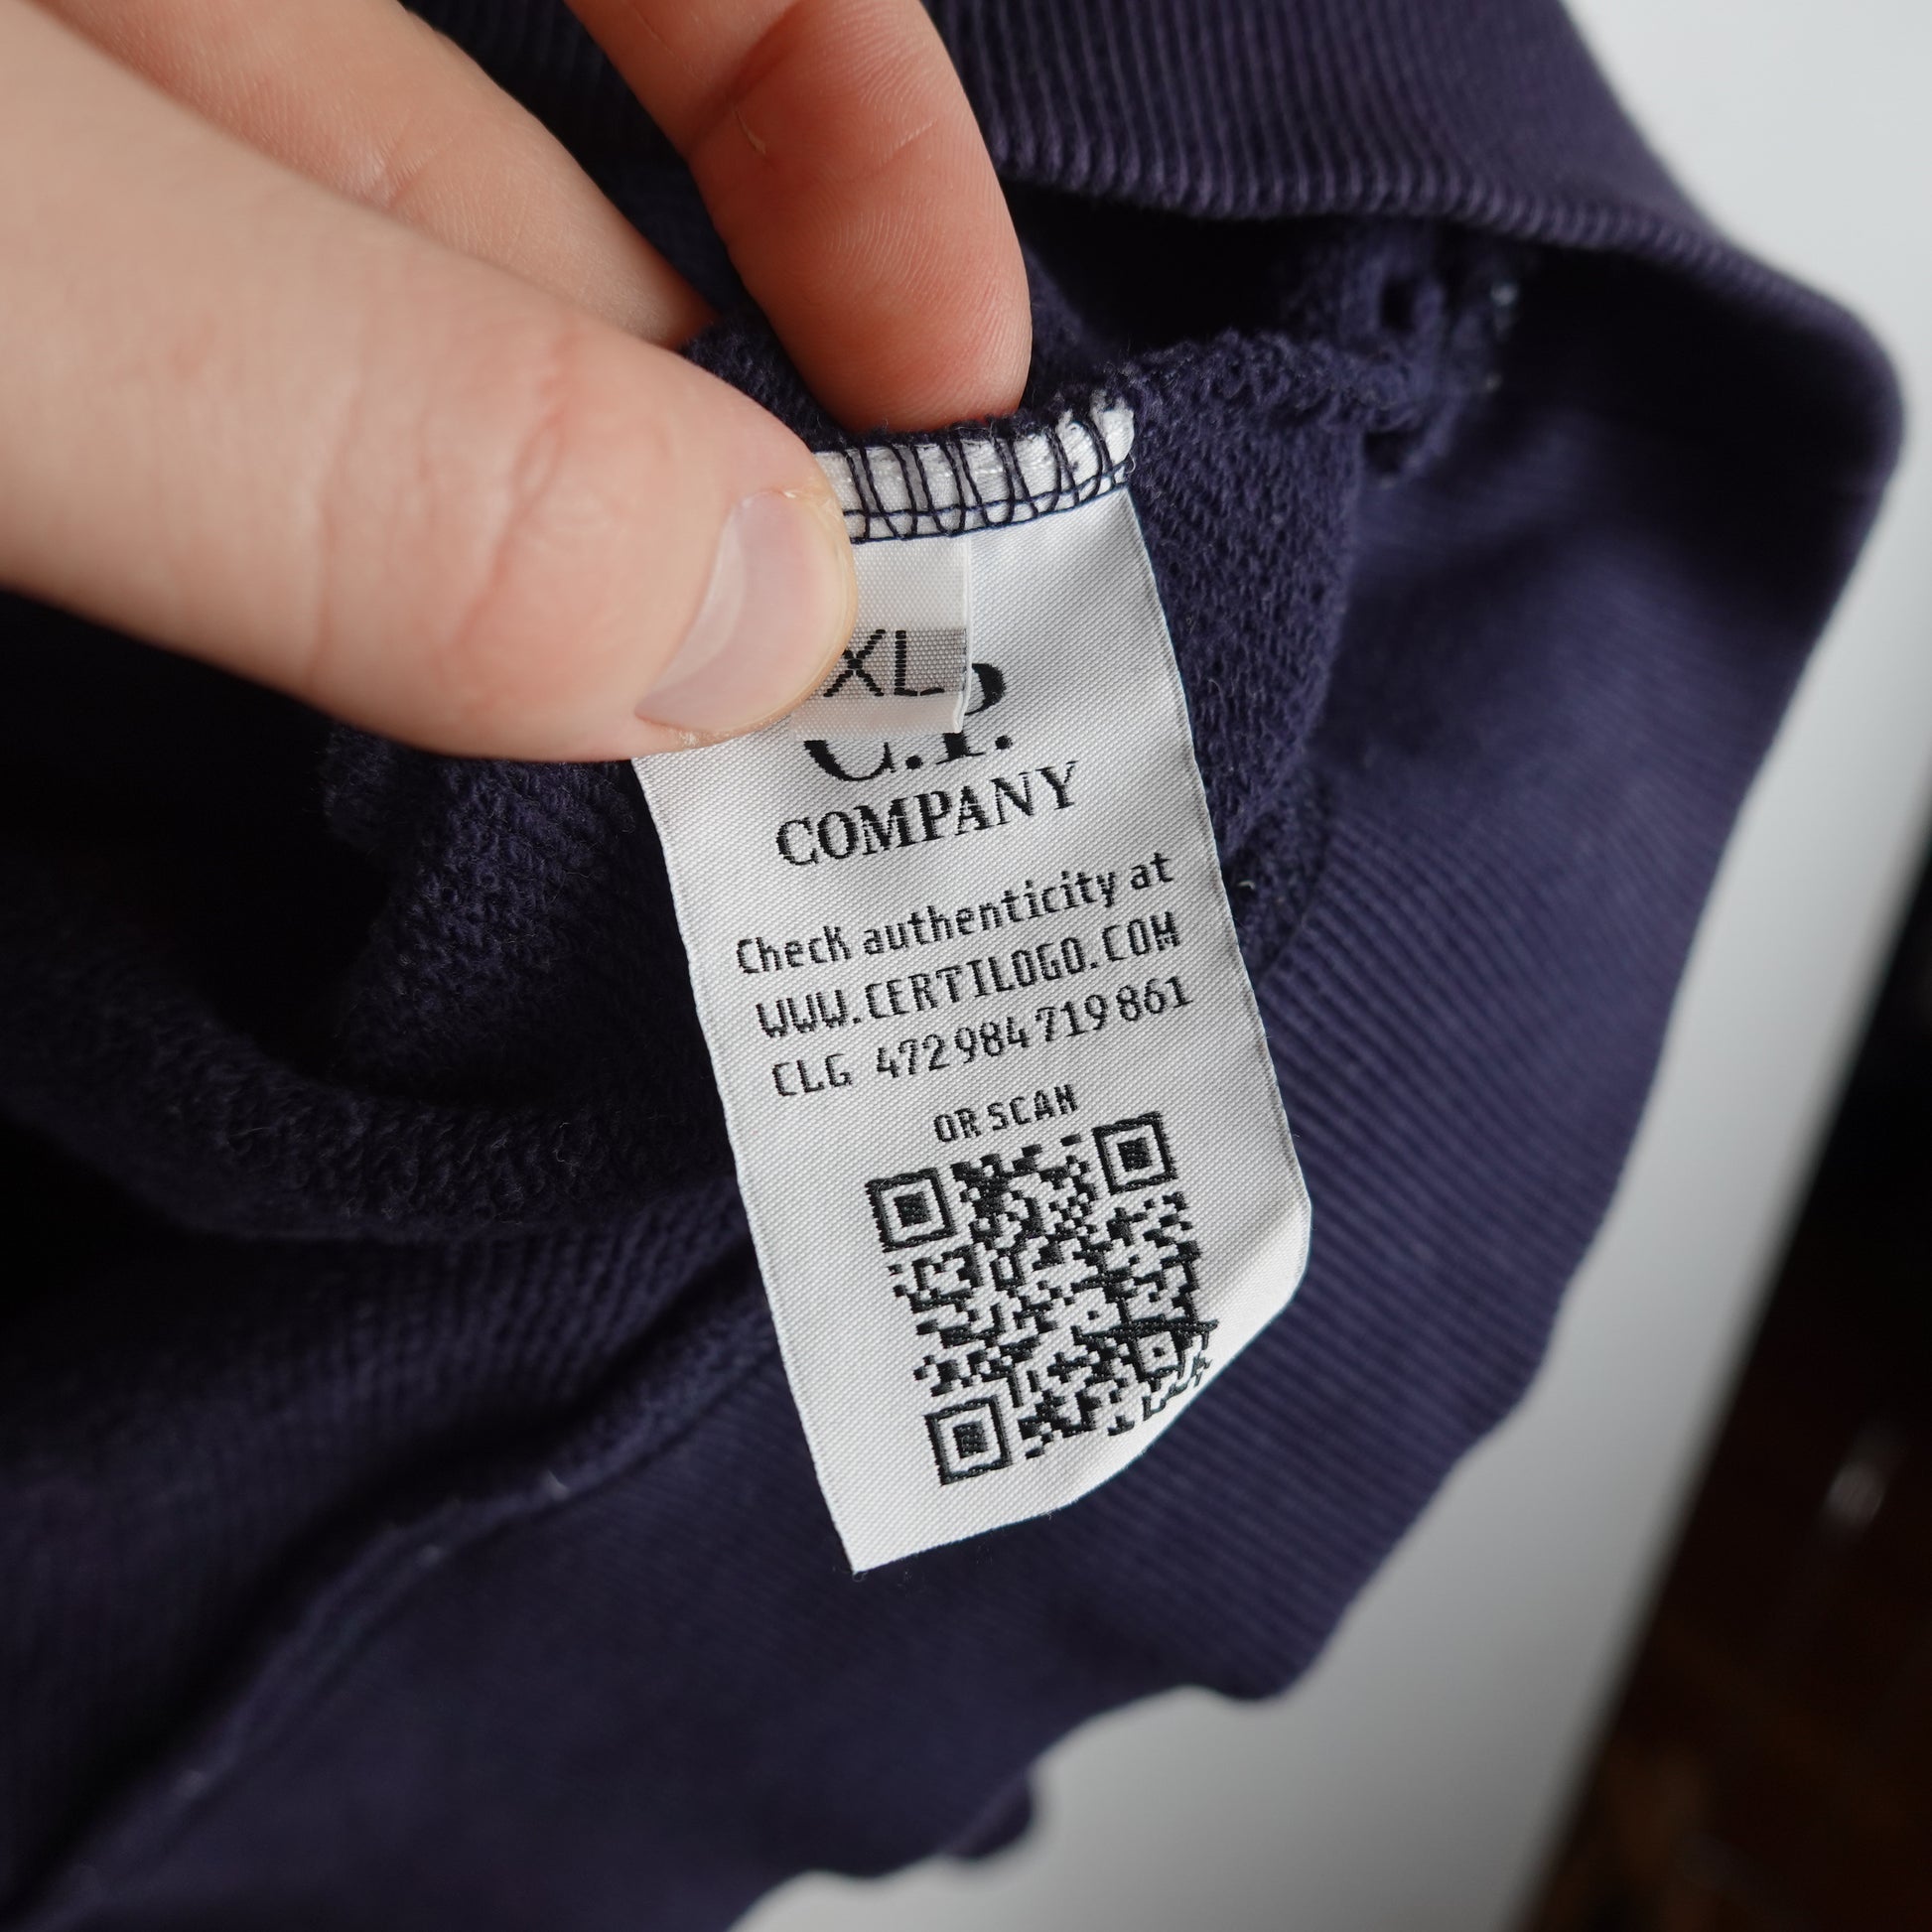 XL
C.P.
COMPANY
Check authenticity at
WWW.CERTILOGO.COM
CLG 472 984 719 861
OR SCAN